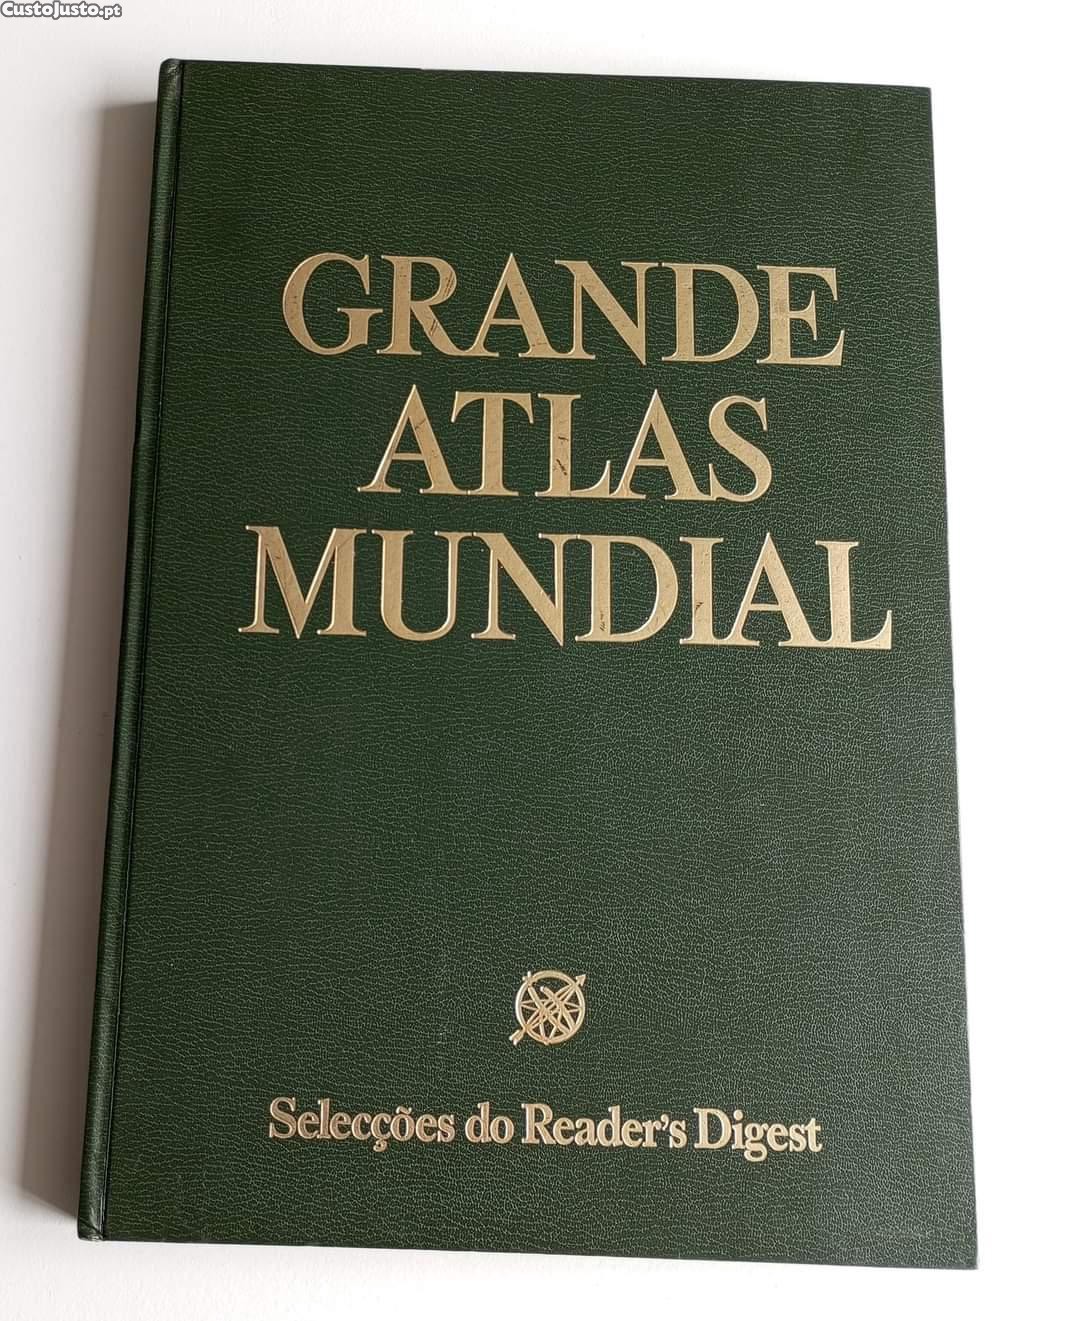 CustoJusto.pt
GRANDE
ATLAS
MUNDIAL
Selecções do Reader's Digest